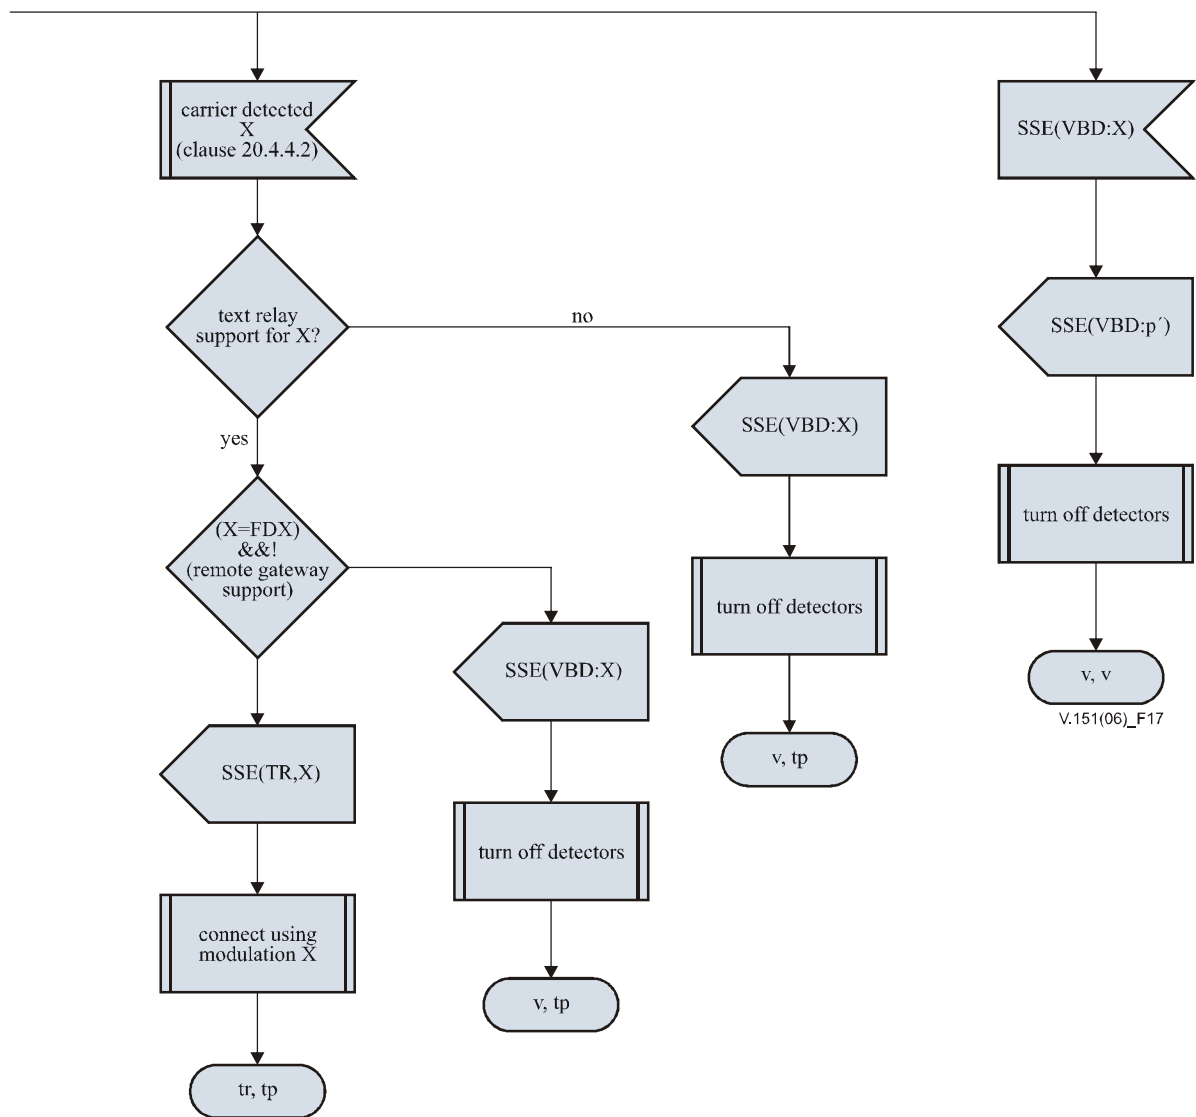 carrier detected
X
(clause 20.4.4.2)
text relay
support for X?
no
yes
(X=FDX)
&&!
(remote gateway
support)
SSE(TR,X)
connect using
modulation X
tr, tp
SSE(VBD:X)
turn off detectors
v, tp
SSE(VBD:X)
turn off detectors
v, tp
SSE(VBD:X)
SSE(VBD:p´)
turn off detectors
v, v
V.151(06)_F17